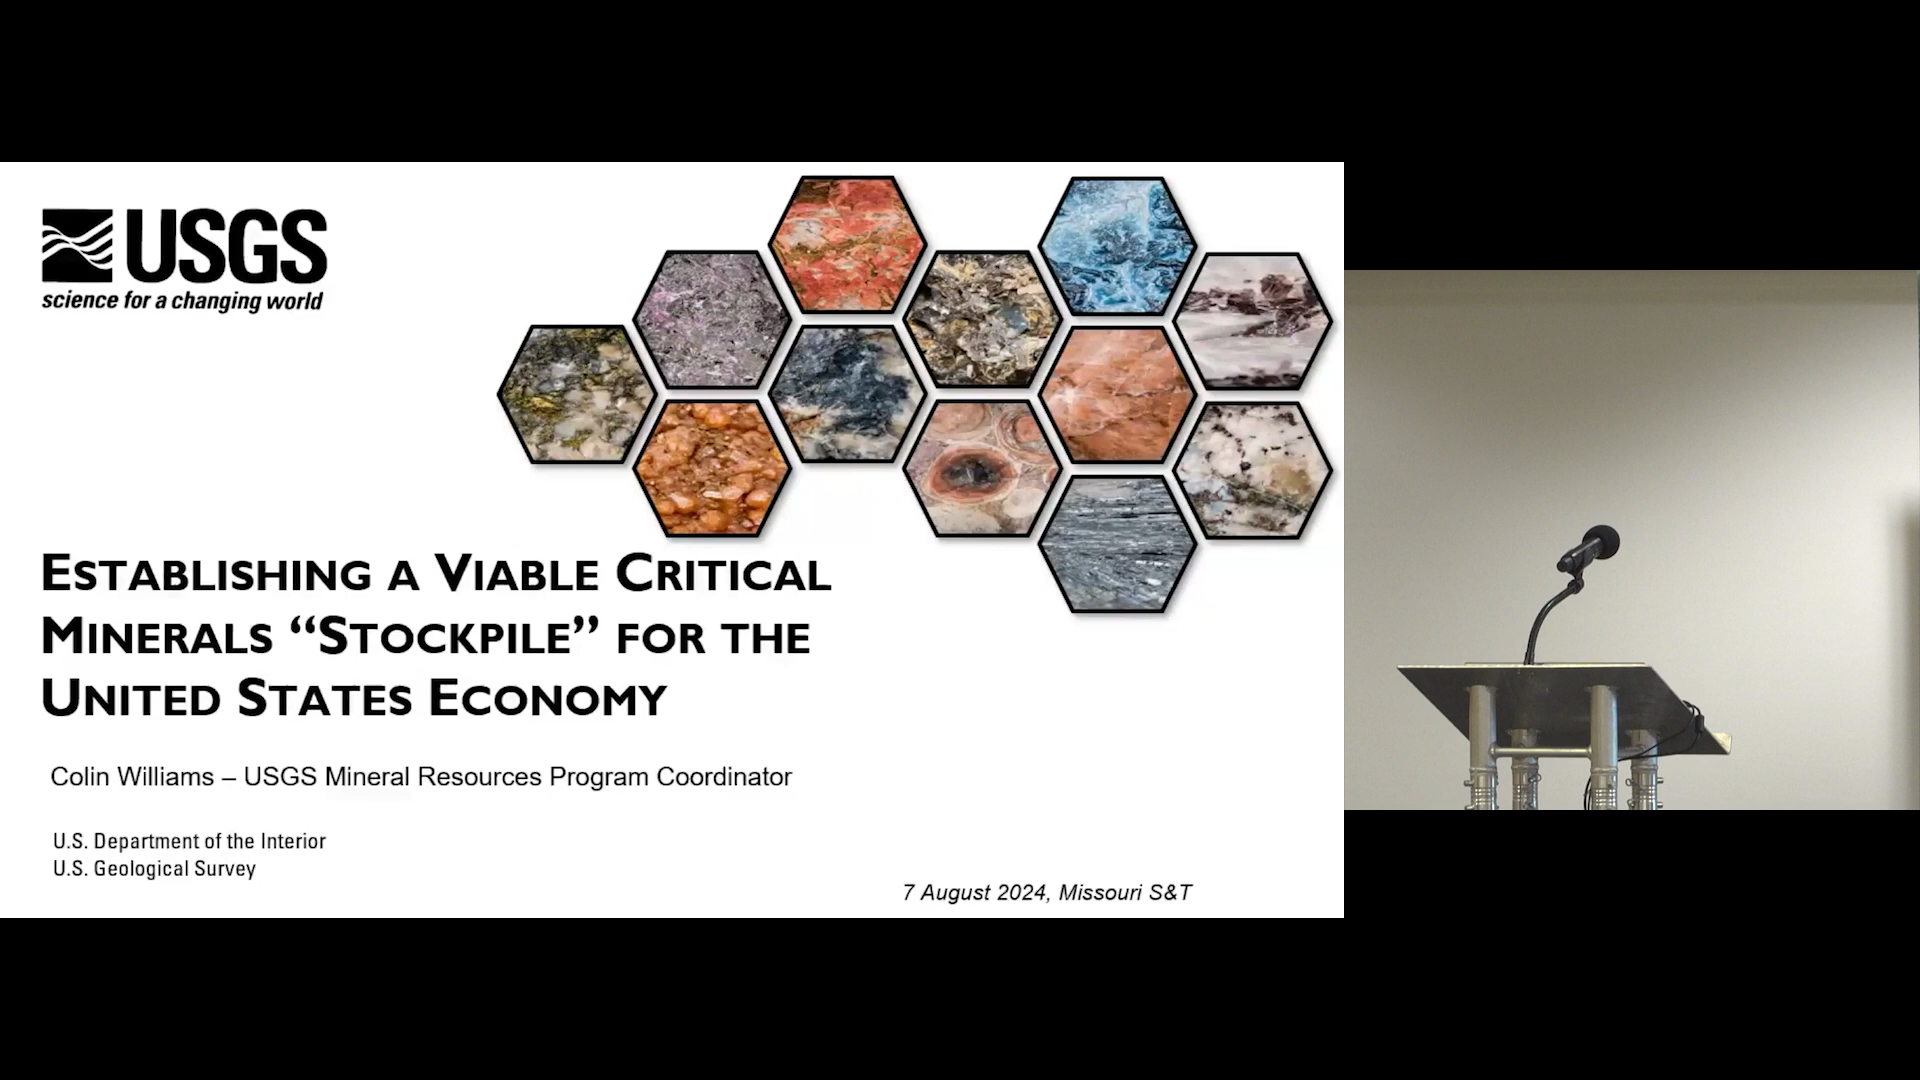 USGS
science for a changing world
ESTABLISHING A VIABLE CRITICAL
MINERALS “STOCKPILE” FOR THE
UNITED STATES ECONOMY
Colin Williams – USGS Mineral Resources Program Coordinator
U.S. Department of the Interior
U.S. Geological Survey
7 August 2024, Missouri S&T